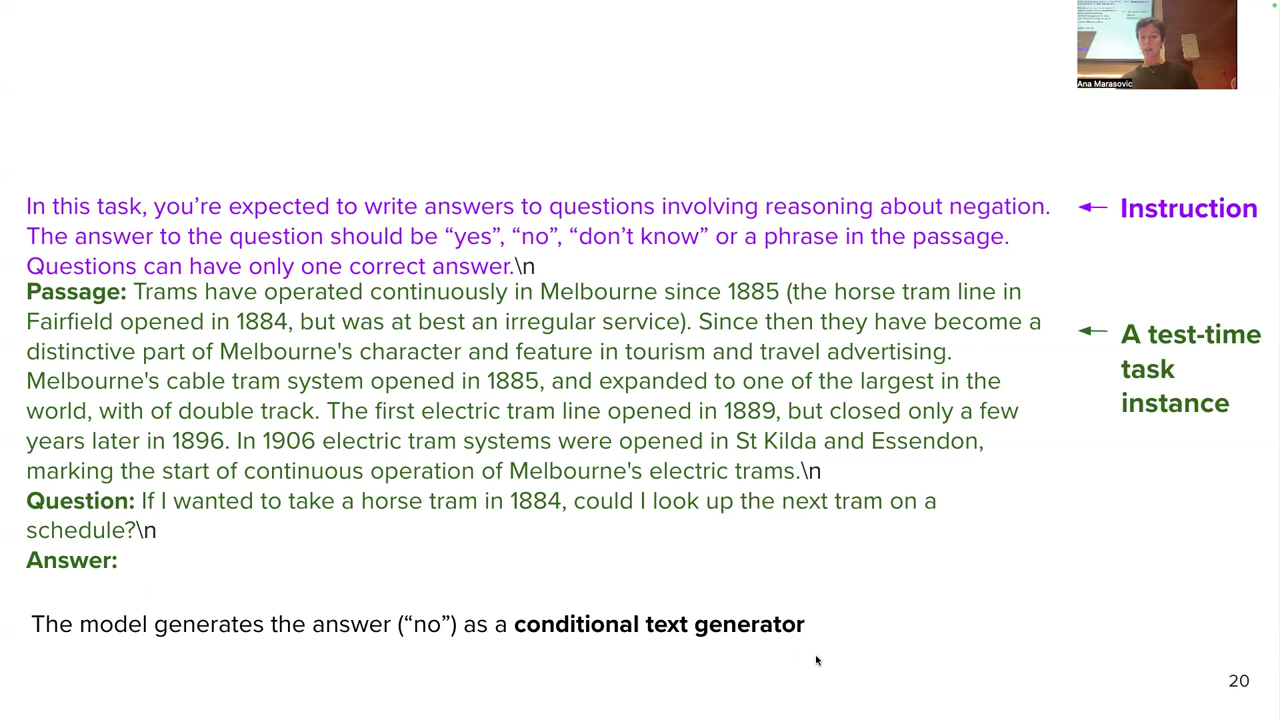 Ana Marasovic
In this task, you’re expected to write answers to questions involving reasoning about negation.
The answer to the question should be “yes”, “no”, “don’t know” or a phrase in the passage.
Questions can have only one correct answer.\n
Instruction
Passage: Trams have operated continuously in Melbourne since 1885 (the horse tram line in
Fairfield opened in 1884, but was at best an irregular service). Since then they have become a
distinctive part of Melbourne's character and feature in tourism and travel advertising.
Melbourne's cable tram system opened in 1885, and expanded to one of the largest in the
world, with of double track. The first electric tram line opened in 1889, but closed only a few
years later in 1896. In 1906 electric tram systems were opened in St Kilda and Essendon,
marking the start of continuous operation of Melbourne's electric trams.\n
Question: If I wanted to take a horse tram in 1884, could I look up the next tram on a
schedule?\n
Answer:
A test-time
task
instance
The model generates the answer (“no”) as a conditional text generator
20